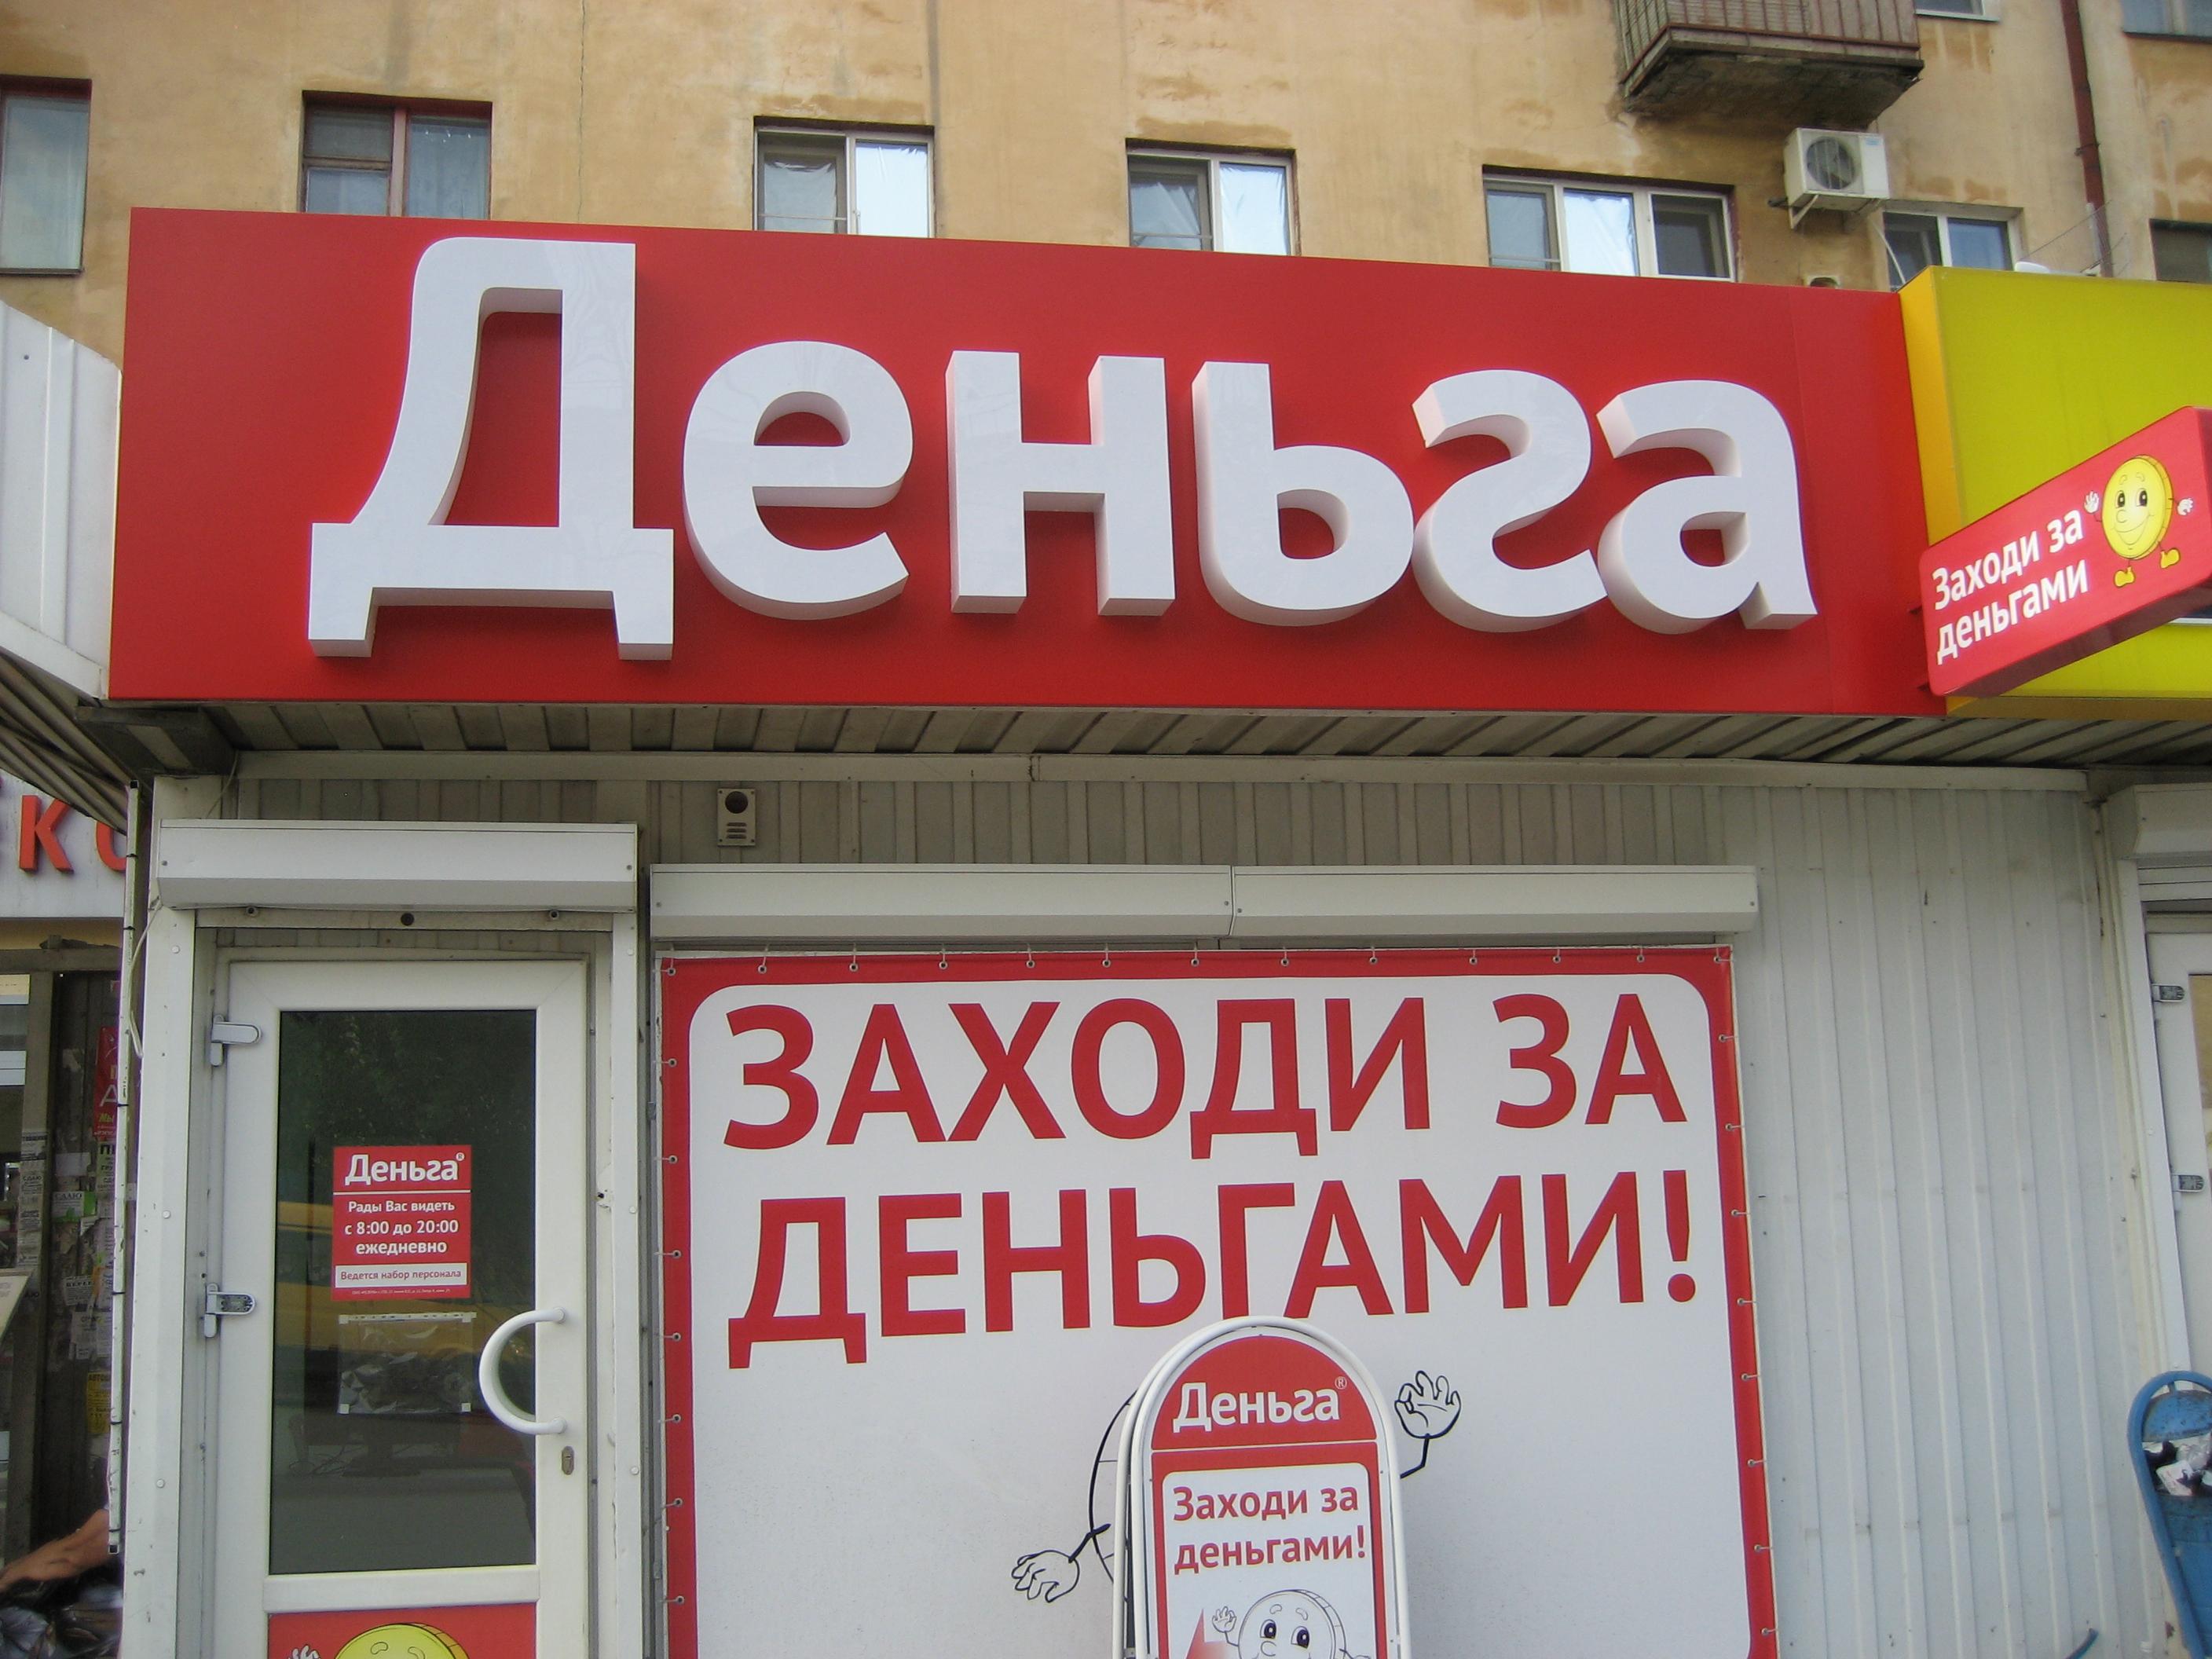 Деньга
Заходи за
деньгами
ЗАХОДИ ЗА
ДЕНЬГАМИ!
Деньга®
Рады Вас видеть
с 8:00 до 20:00
ежедневно
Ведется набор персонала
Деньга®
Заходи за
деньгами!